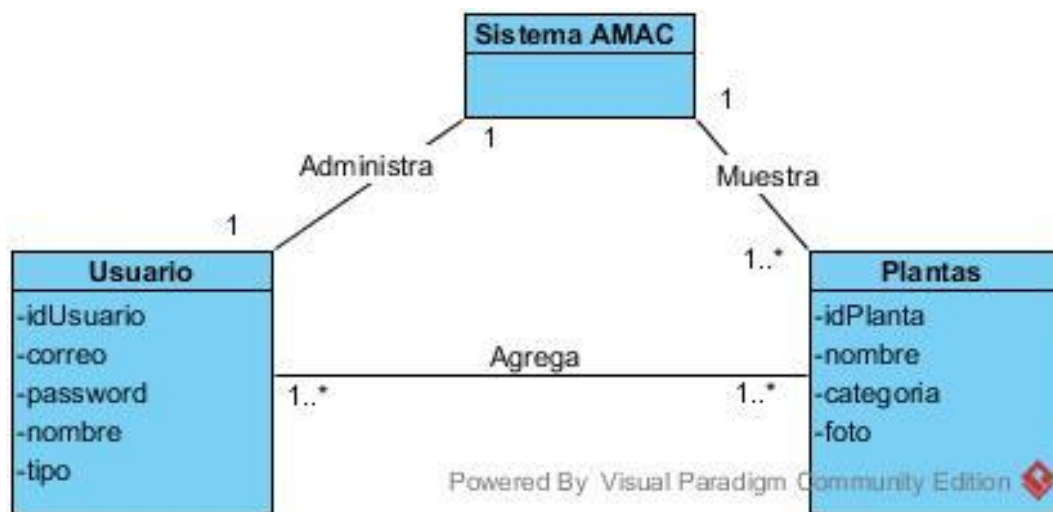 Sistema AMAC
1
1
Administra
Muestra
1
1..*
Usuario
-idUsuario
-correo
-password
-nombre
-tipo
Plantas
-idPlanta
-nombre
-categoria
-foto
Agrega
1..*
1..*
Powered By Visual Paradigm Community Edition